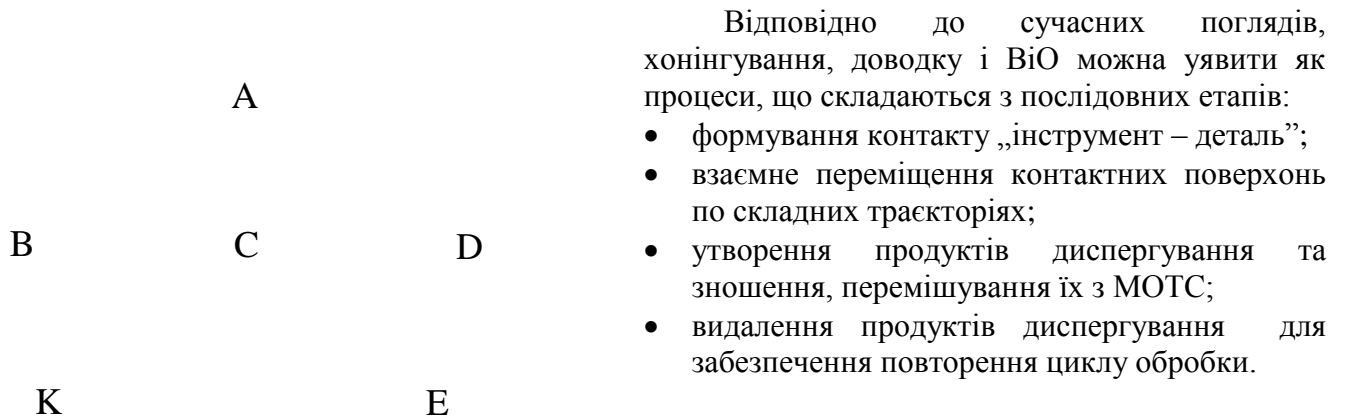 A
B C D
K E
Відповідно до сучасних поглядів,
хонінгування, доводку і ВіО можна уявити як
процеси, що складаються з послідовних етапів:
• формування контакту „інструмент – деталь”;
• взаємне переміщення контактних поверхонь
по складних траєкторіях;
• утворення продуктів диспергування та
зношення, перемішування їх з МОТС;
• видалення продуктів диспергування для
забезпечення повторення циклу обробки.